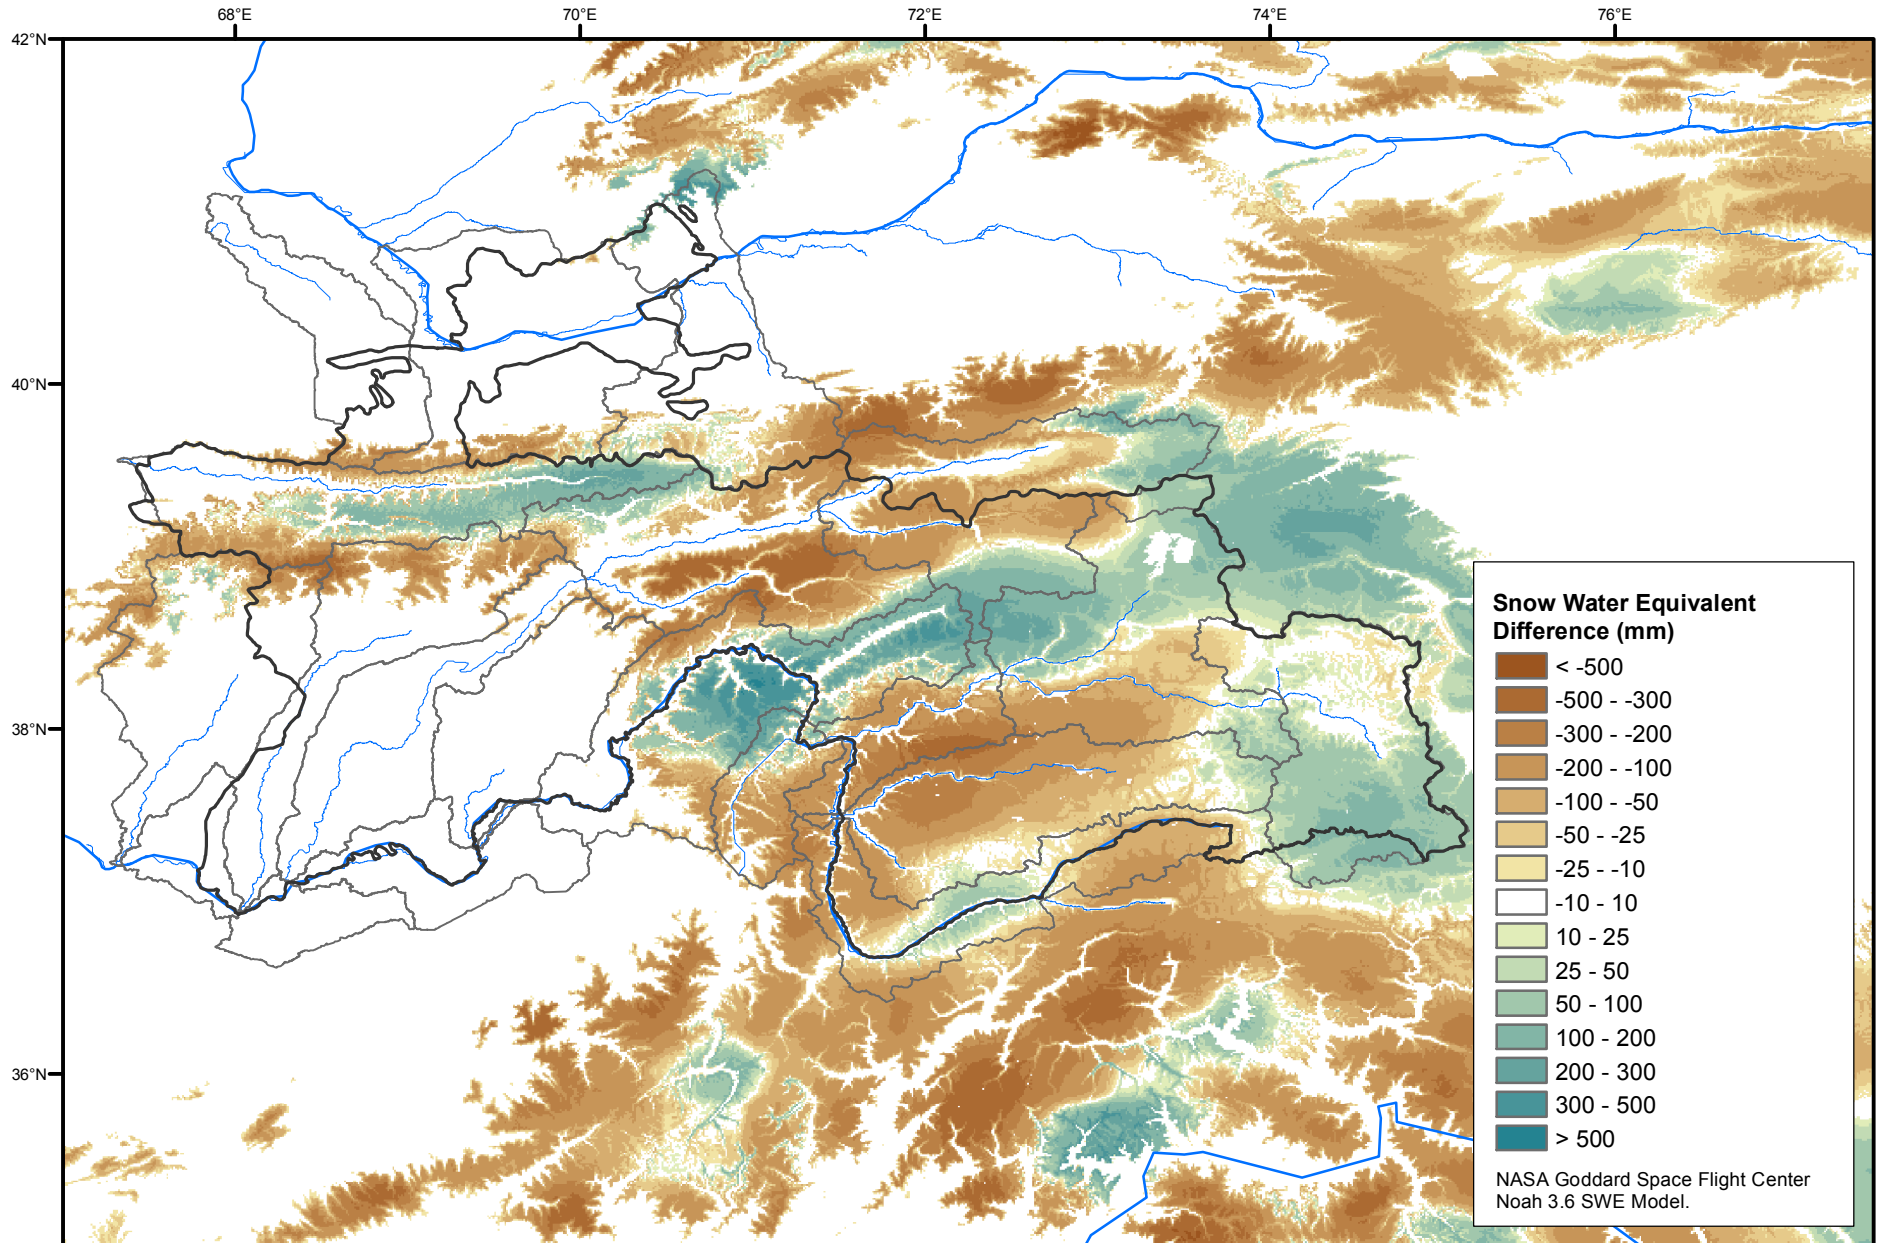 68°E 70°E 72°E 74°E 76°E
42°N
40°N
38°N
36°N
Snow Water Equivalent
Difference (mm)
< -500
-500 - -300
-300 - -200
-200 - -100
-100 - -50
-50 - -25
-25 - -10
-10 - 10
10 - 25
25 - 50
50 - 100
100 - 200
200 - 300
300 - 500
> 500
NASA Goddard Space Flight Center
Noah 3.6 SWE Model.